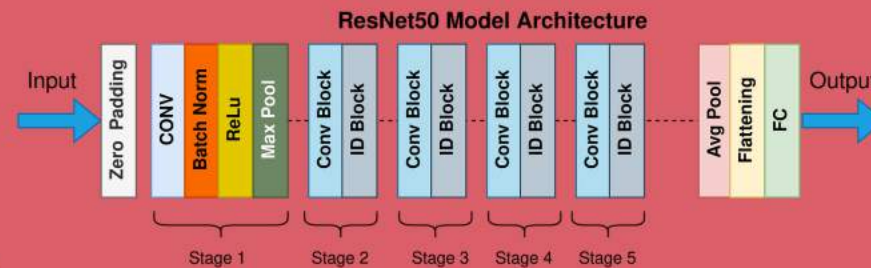 ResNet50 Model Architecture
Input
Zero Padding
CONV
Batch Norm
ReLu
Max Pool
Conv Block
ID Block
Conv Block
ID Block
Conv Block
ID Block
Conv Block
ID Block
Avg Pool
Flattening
FC
Output
Stage 1
Stage 2
Stage 3
Stage 4
Stage 5